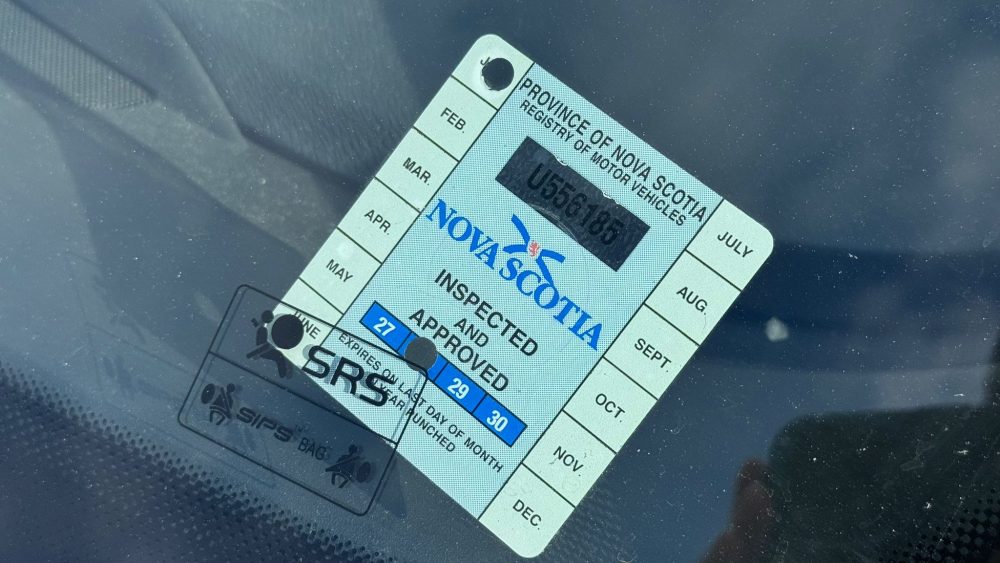 PROVINCE OF NOVA SCOTIA
REGISTRY OF MOTOR VEHICLES
U556185
NOVA SCOTIA
INSPECTED
AND
APPROVED
27
29
30
EXPIRES ON LAST DAY OF MONTH
YEAR PUNCHED
FEB.
MAR.
APR.
MAY
JUNE
JULY
AUG.
SEPT.
OCT.
NOV.
DEC.
SRS
SIPS BAG